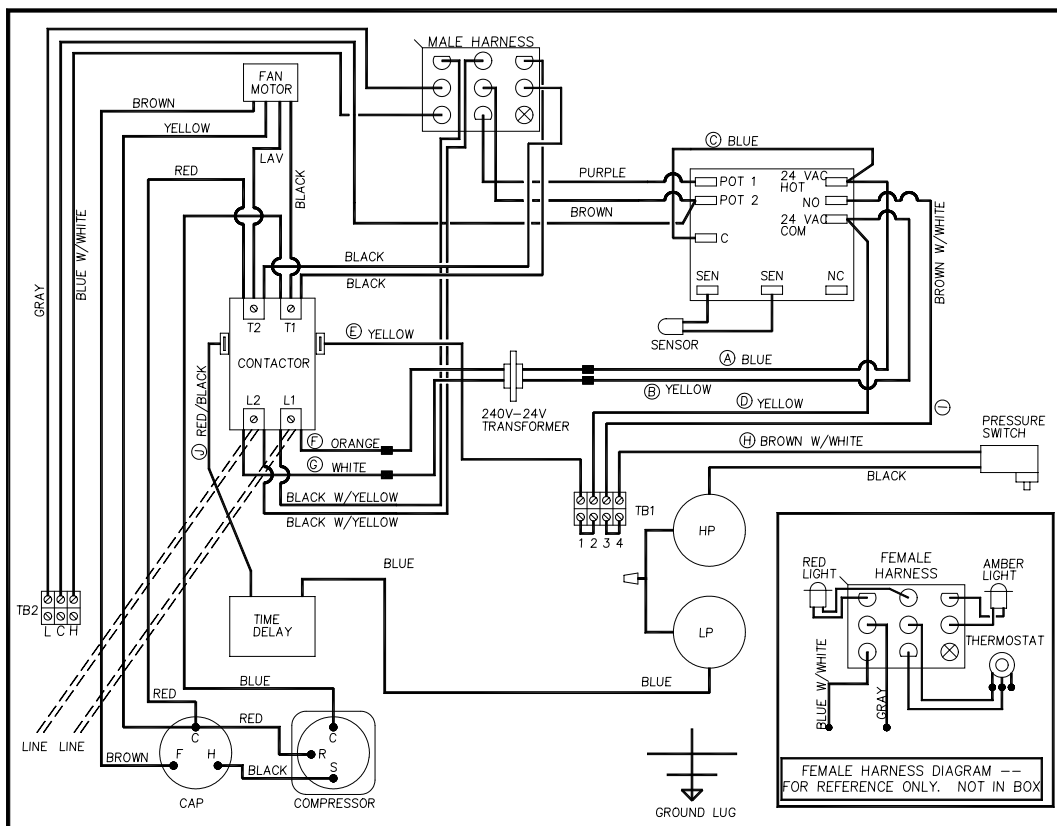 MALE HARNESS
FAN
MOTOR
BROWN
YELLOW
LAV
RED
BLACK
PURPLE
BROWN
C BLUE
POT 1
POT 2
C
24 VAC
HOT
NO
24 VAC
COM
SEN
SEN
NC
SENSOR
BROWN W/WHITE
GRAY
BLUE W/WHITE
BLACK
BLACK
T2
T1
CONTACTOR
L2
L1
E YELLOW
A BLUE
B YELLOW
240V-24V
TRANSFORMER
D YELLOW
I
J RED/BLACK
F ORANGE
G WHITE
BLACK W/YELLOW
BLACK W/YELLOW
H BROWN W/WHITE
BLACK
PRESSURE
SWITCH
TB1
1 2 3 4
HP
LP
BLUE
TIME
DELAY
BLUE
TB2
L C H
LINE
LINE
RED
BLUE
RED
BROWN
BLACK
C
F
H
CAP
C
R
S
COMPRESSOR
GROUND LUG
RED
LIGHT
FEMALE
HARNESS
AMBER
LIGHT
THERMOSTAT
BLUE W/WHITE
GRAY
FEMALE HARNESS DIAGRAM --
FOR REFERENCE ONLY. NOT IN BOX